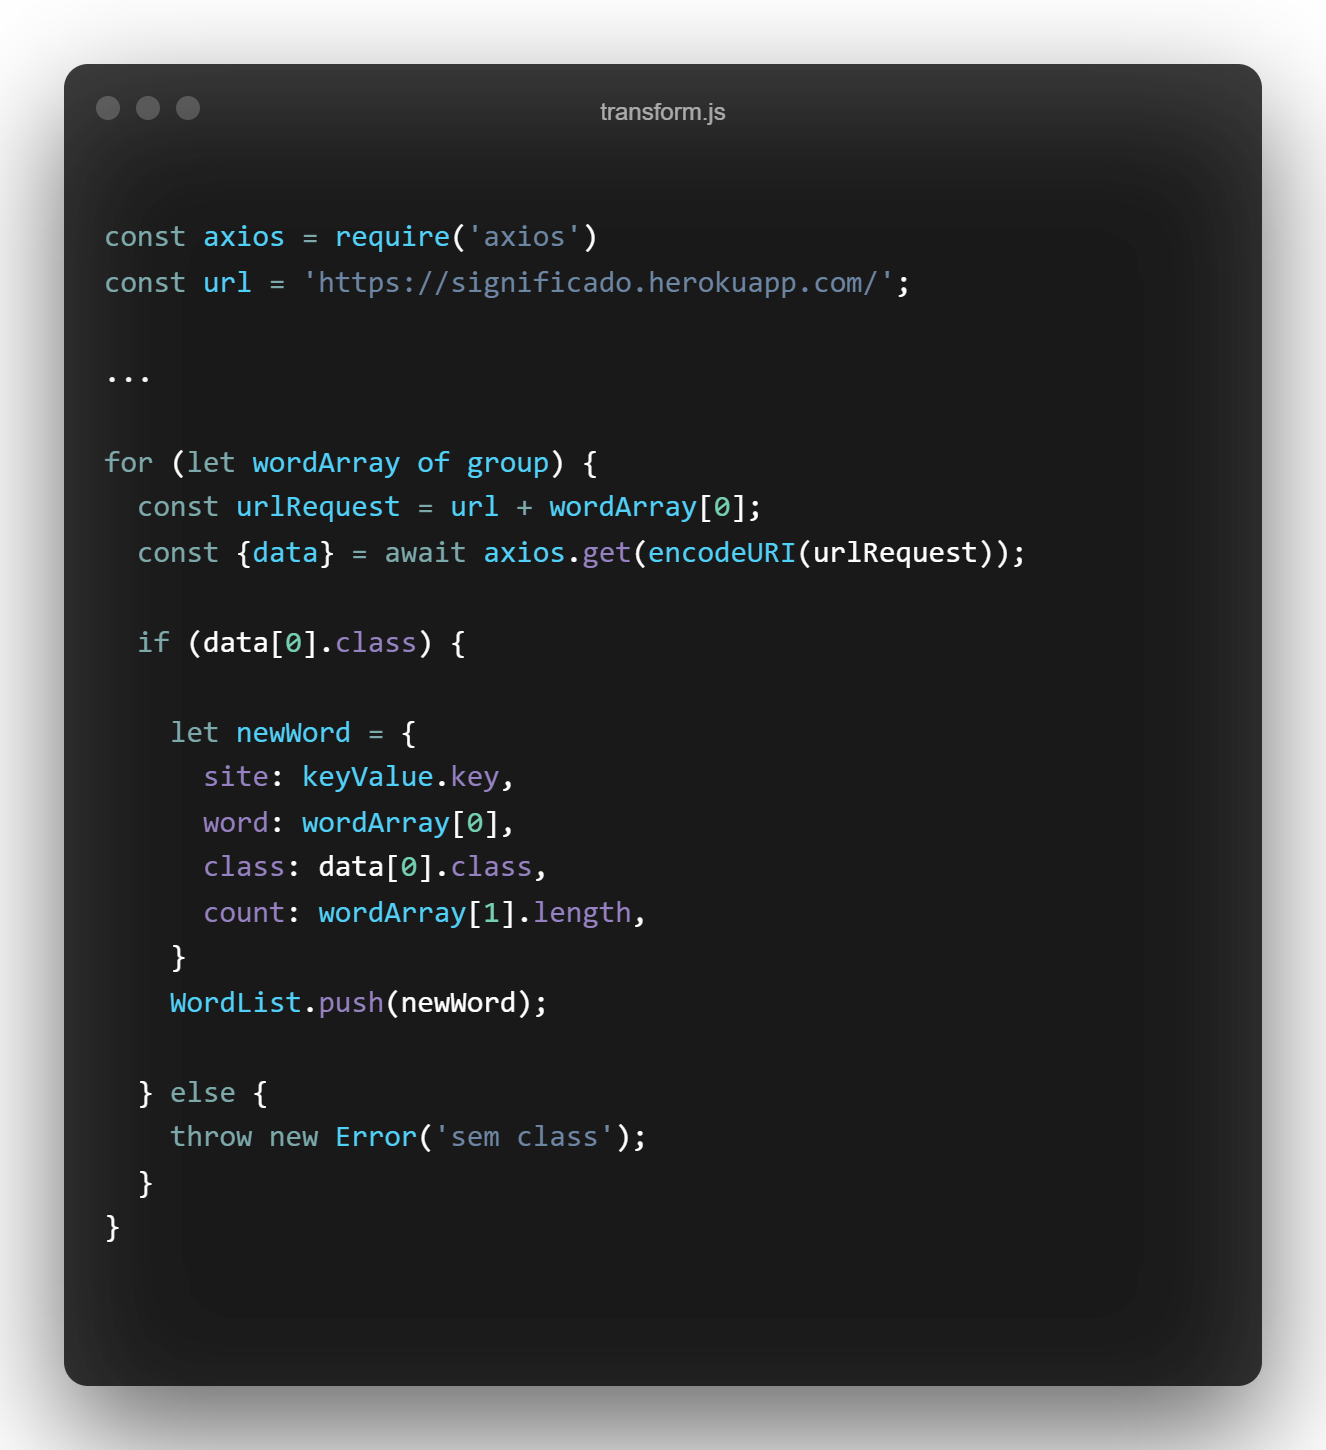 transform.js
const axios = require('axios')
const url = 'https://significado.herokuapp.com/';
...
for (let wordArray of group) {
  const urlRequest = url + wordArray[0];
  const {data} = await axios.get(encodeURI(urlRequest));
  if (data[0].class) {
    let newWord = {
      site: keyValue.key,
      word: wordArray[0],
      class: data[0].class,
      count: wordArray[1].length,
    }
    WordList.push(newWord);
  } else {
    throw new Error('sem class');
  }
}